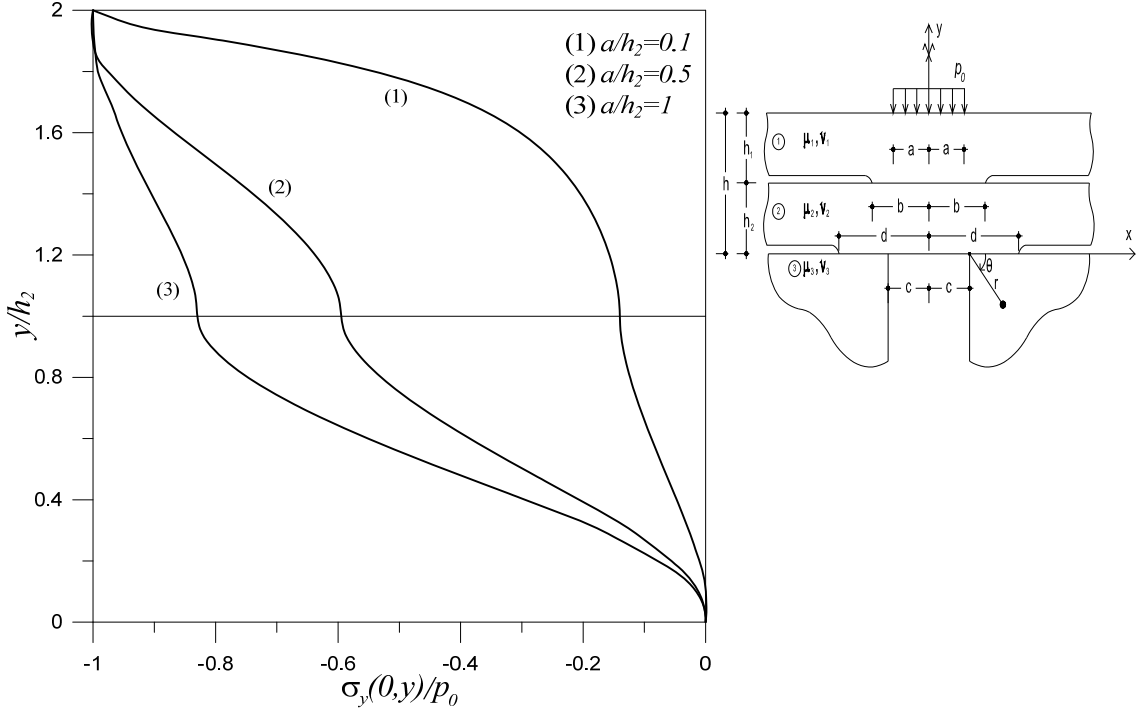 2
1.6
1.2
0.8
0.4
0
y/h₂
-1
-0.8
-0.6
-0.4
-0.2
0
σy(0,y)/p₀
(1) a/h₂=0.1
(2) a/h₂=0.5
(3) a/h₂=1
(1)
(2)
(3)
y
p₀
① μ₁,ν₁
a a
h₁
h
② μ₂,ν₂
b b
h₂
d d
x
③ μ₃,ν₃
θ
c c
r